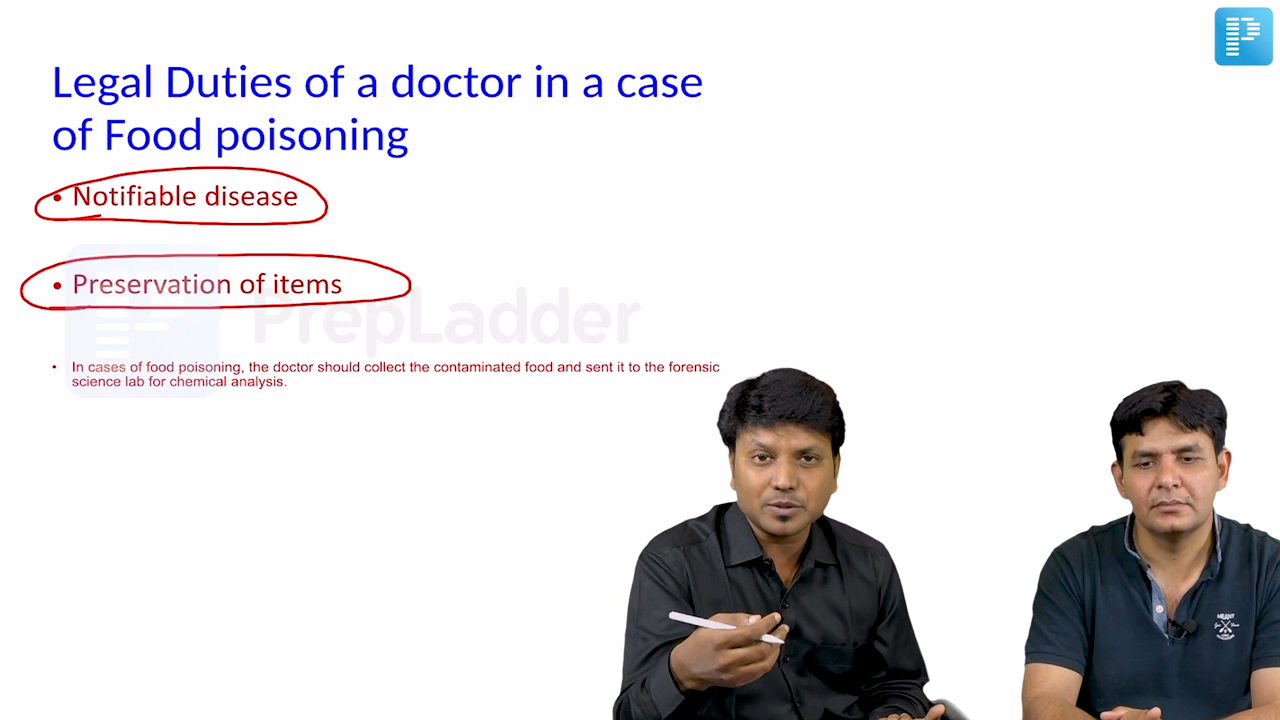 Legal Duties of a doctor in a case
of Food poisoning
• Notifiable disease
• Preservation of items
PrepLadder
• In cases of food poisoning, the doctor should collect the contaminated food and sent it to the forensic
science lab for chemical analysis.
MEANT